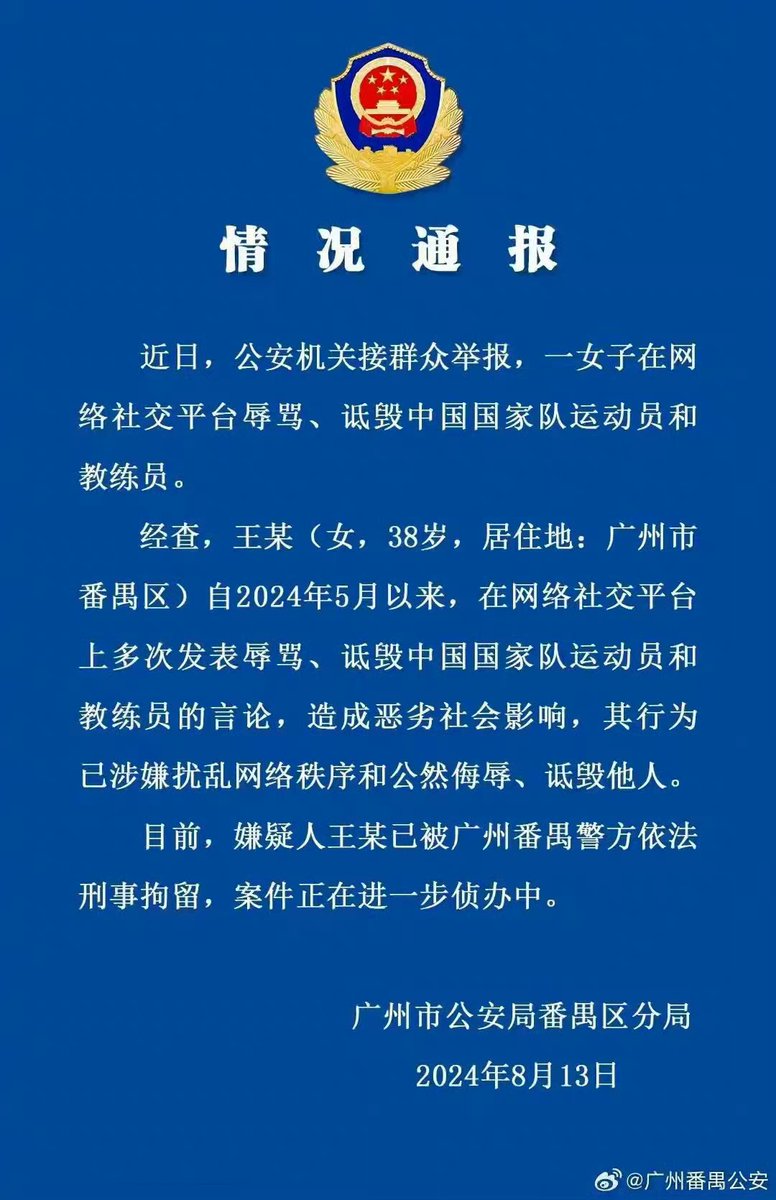 情况通报
近日，公安机关接群众举报，一女子在网
络社交平台辱骂、诋毁中国国家队运动员和
教练员。
经查，王某（女，38岁，居住地：广州市
番禺区）自2024年5月以来，在网络社交平台
上多次发表辱骂、诋毁中国国家队运动员和
教练员的言论，造成恶劣社会影响，其行为
已涉嫌扰乱网络秩序和公然侮辱、诋毁他人。
目前，嫌疑人王某已被广州番禺警方依法
刑事拘留，案件正在进一步侦办中。
广州市公安局番禺区分局
2024年8月13日
@广州番禺公安